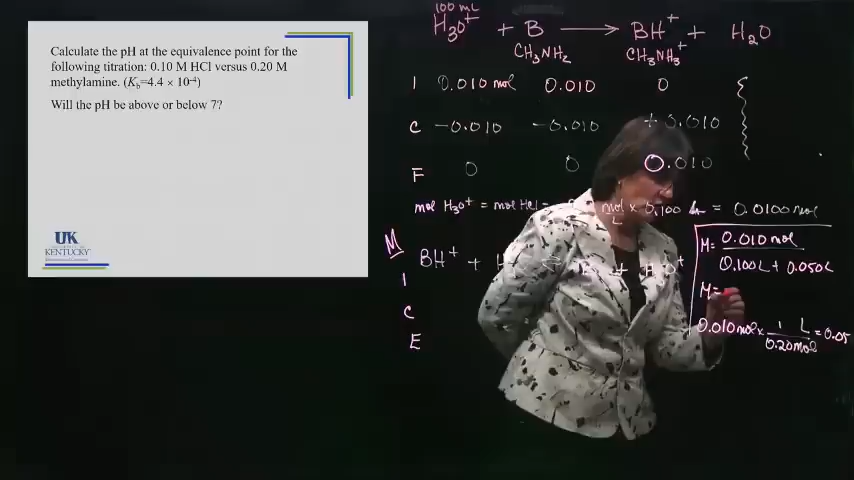 Calculate the pH at the equivalence point for the
following titration: 0.10 M HCl versus 0.20 M
methylamine. (Kb=4.4 × 10⁻⁴)
Will the pH be above or below 7?
UK
KENTUCKY
100 mL
H₃O⁺ + B ⟶ BH⁺ + H₂O
CH₃NH₂ CH₃NH₃⁺
I 0.010 mol 0.010 0
C −0.010 −0.010 +0.010
F 0 0 0.010
mol H₃O⁺ = mol HCl = mol/L × 0.100 L = 0.0100 mol
M BH⁺ + H
I
C
E
M = 0.010 mol / 0.100L + 0.050L
M =
0.010 mol × 1 L / 0.20 mol = 0.05